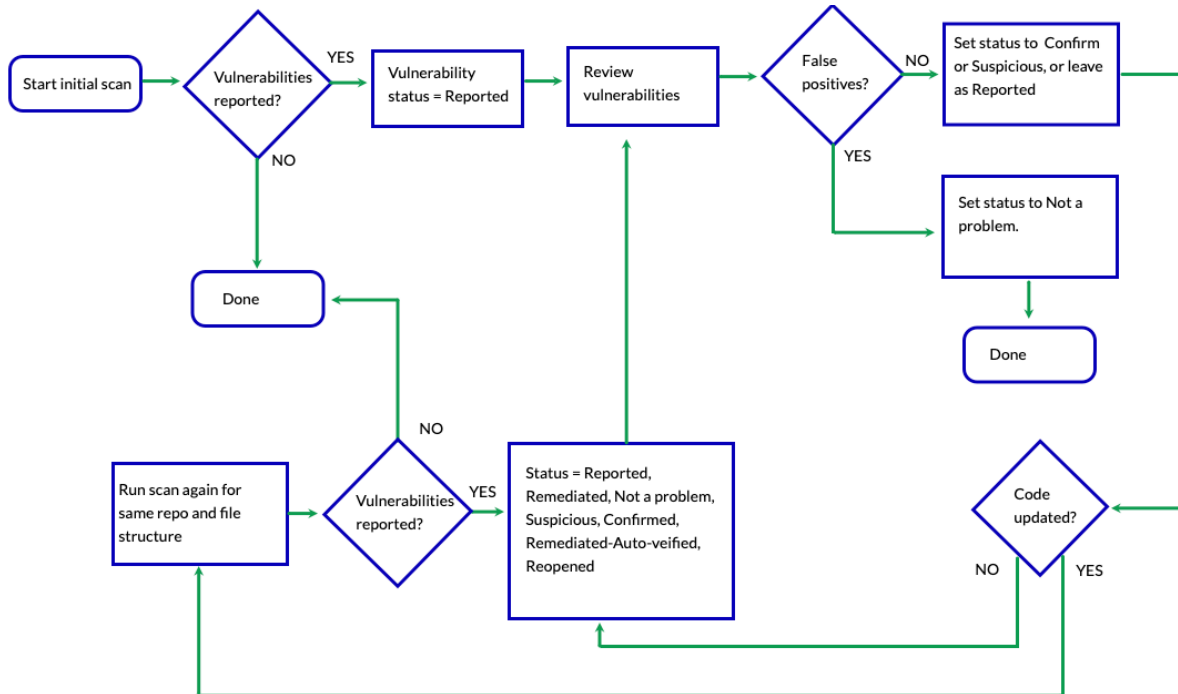 Start initial scan
Vulnerabilities
reported?
YES
NO
Vulnerability
status = Reported
Review
vulnerabilities
False
positives?
NO
YES
Set status to  Confirm
or Suspicious, or leave
as Reported
Set status to Not a
problem.
Done
Done
Run scan again for
same repo and file
structure
Vulnerabilities
reported?
NO
YES
Status = Reported,
Remediated, Not a problem,
Suspicious, Confirmed,
Remediated-Auto-veified,
Reopened
Code
updated?
NO
YES